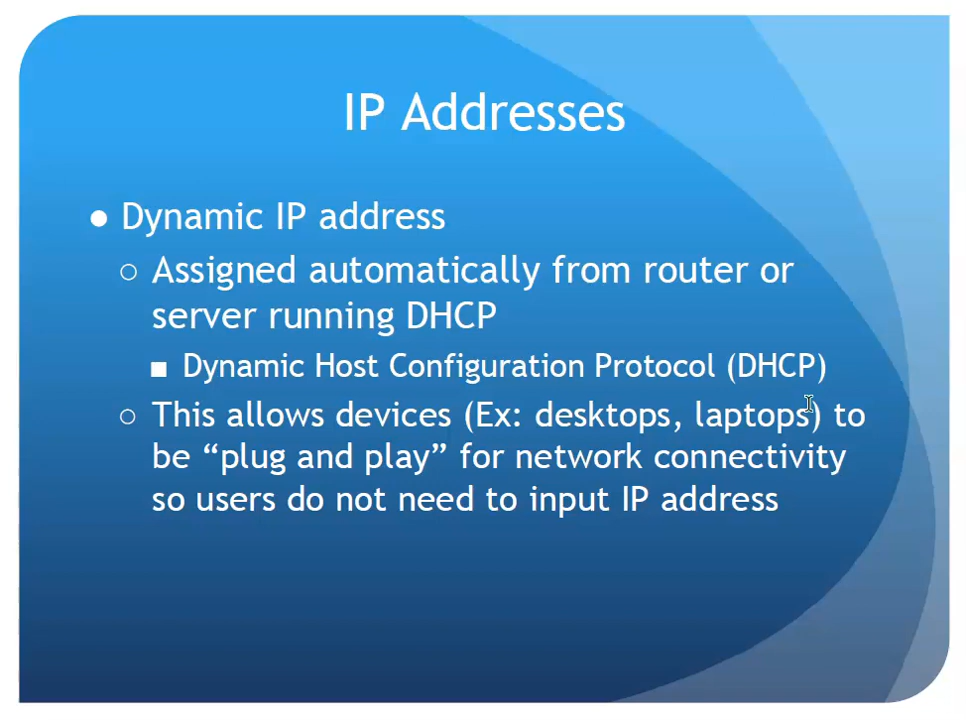 IP Addresses
● Dynamic IP address
○ Assigned automatically from router or
server running DHCP
■ Dynamic Host Configuration Protocol (DHCP)
○ This allows devices (Ex: desktops, laptops) to
be “plug and play” for network connectivity
so users do not need to input IP address